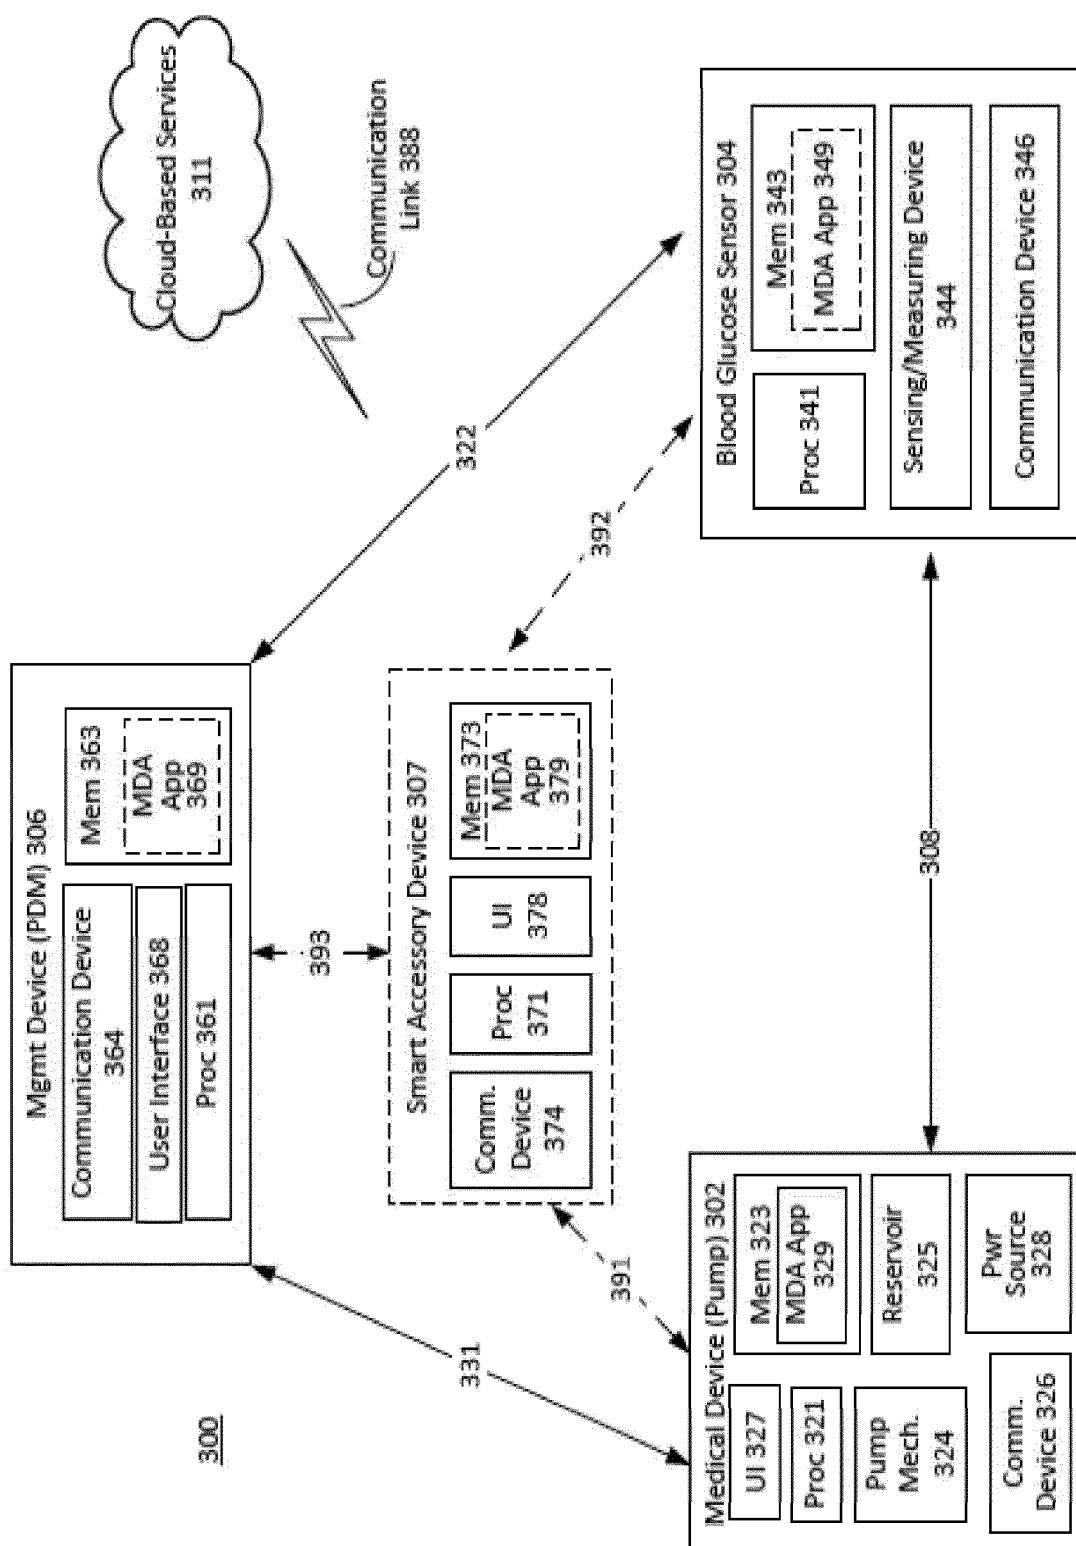 300
Mgmt Device (PDM) 306
Communication Device
364
User Interface 368
Proc 361
Mem 363
MDA
App
369
Cloud-Based Services
311
Communication
Link 388
331
393
322
Smart Accessory Device 307
Comm.
Device
374
Proc
371
UI
378
Mem 373
MDA
App
379
391
392
Medical Device (Pump) 302
UI 327
Proc 321
Pump
Mech.
324
Comm.
Device 326
Mem 323
MDA App
329
Reservoir
325
Pwr
Source
328
308
Blood Glucose Sensor 304
Proc 341
Mem 343
MDA App 349
Sensing/Measuring Device
344
Communication Device 346